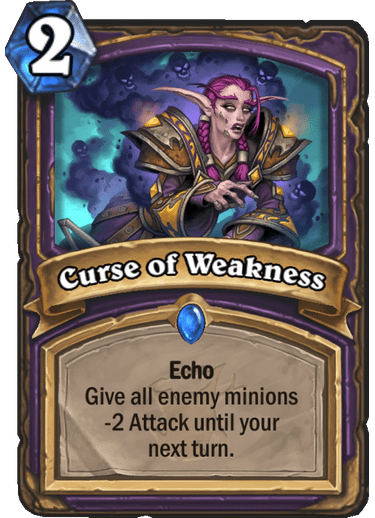 2
Curse of Weakness
Echo
Give all enemy minions
-2 Attack until your
next turn.